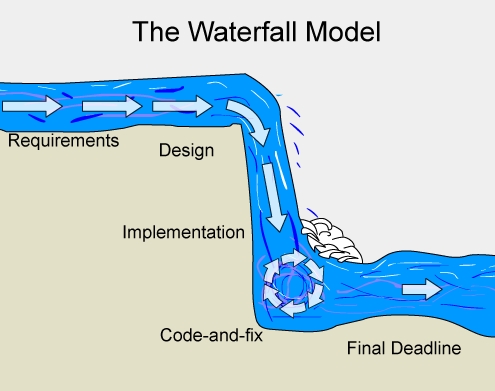 The Waterfall Model
Requirements
Design
Implementation
Code-and-fix
Final Deadline